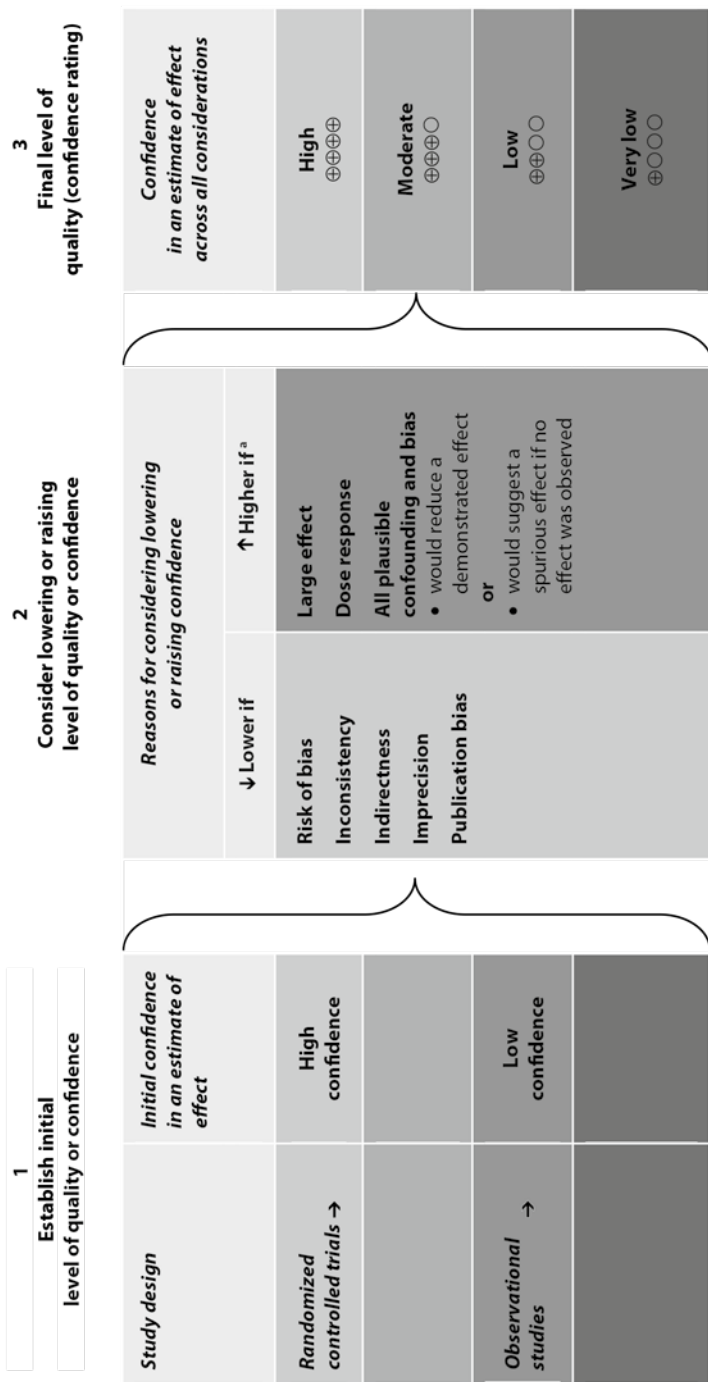 1
Establish initial
level of quality or confidence
Study design
Initial confidence
in an estimate of
effect
Randomized
controlled trials →
High
confidence
Observational →
studies
Low
confidence
2
Consider lowering or raising
level of quality or confidence
Reasons for considering lowering
or raising confidence
↓ Lower if
↑ Higher if ᵃ
Risk of bias
Inconsistency
Indirectness
Imprecision
Publication bias
Large effect
Dose response
All plausible
confounding and bias
• would reduce a
demonstrated effect
or
• would suggest a
spurious effect if no
effect was observed
3
Final level of
quality (confidence rating)
Confidence
in an estimate of effect
across all considerations
High
⊕⊕⊕⊕
Moderate
⊕⊕⊕○
Low
⊕⊕○○
Very low
⊕○○○